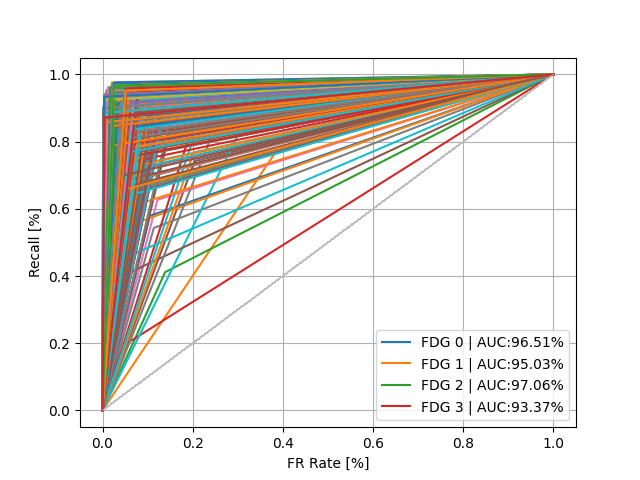 1.0
0.8
0.6
0.4
0.2
0.0
Recall [%]
0.0 0.2 0.4 0.6 0.8 1.0
FR Rate [%]
FDG 0 | AUC:96.51%
FDG 1 | AUC:95.03%
FDG 2 | AUC:97.06%
FDG 3 | AUC:93.37%